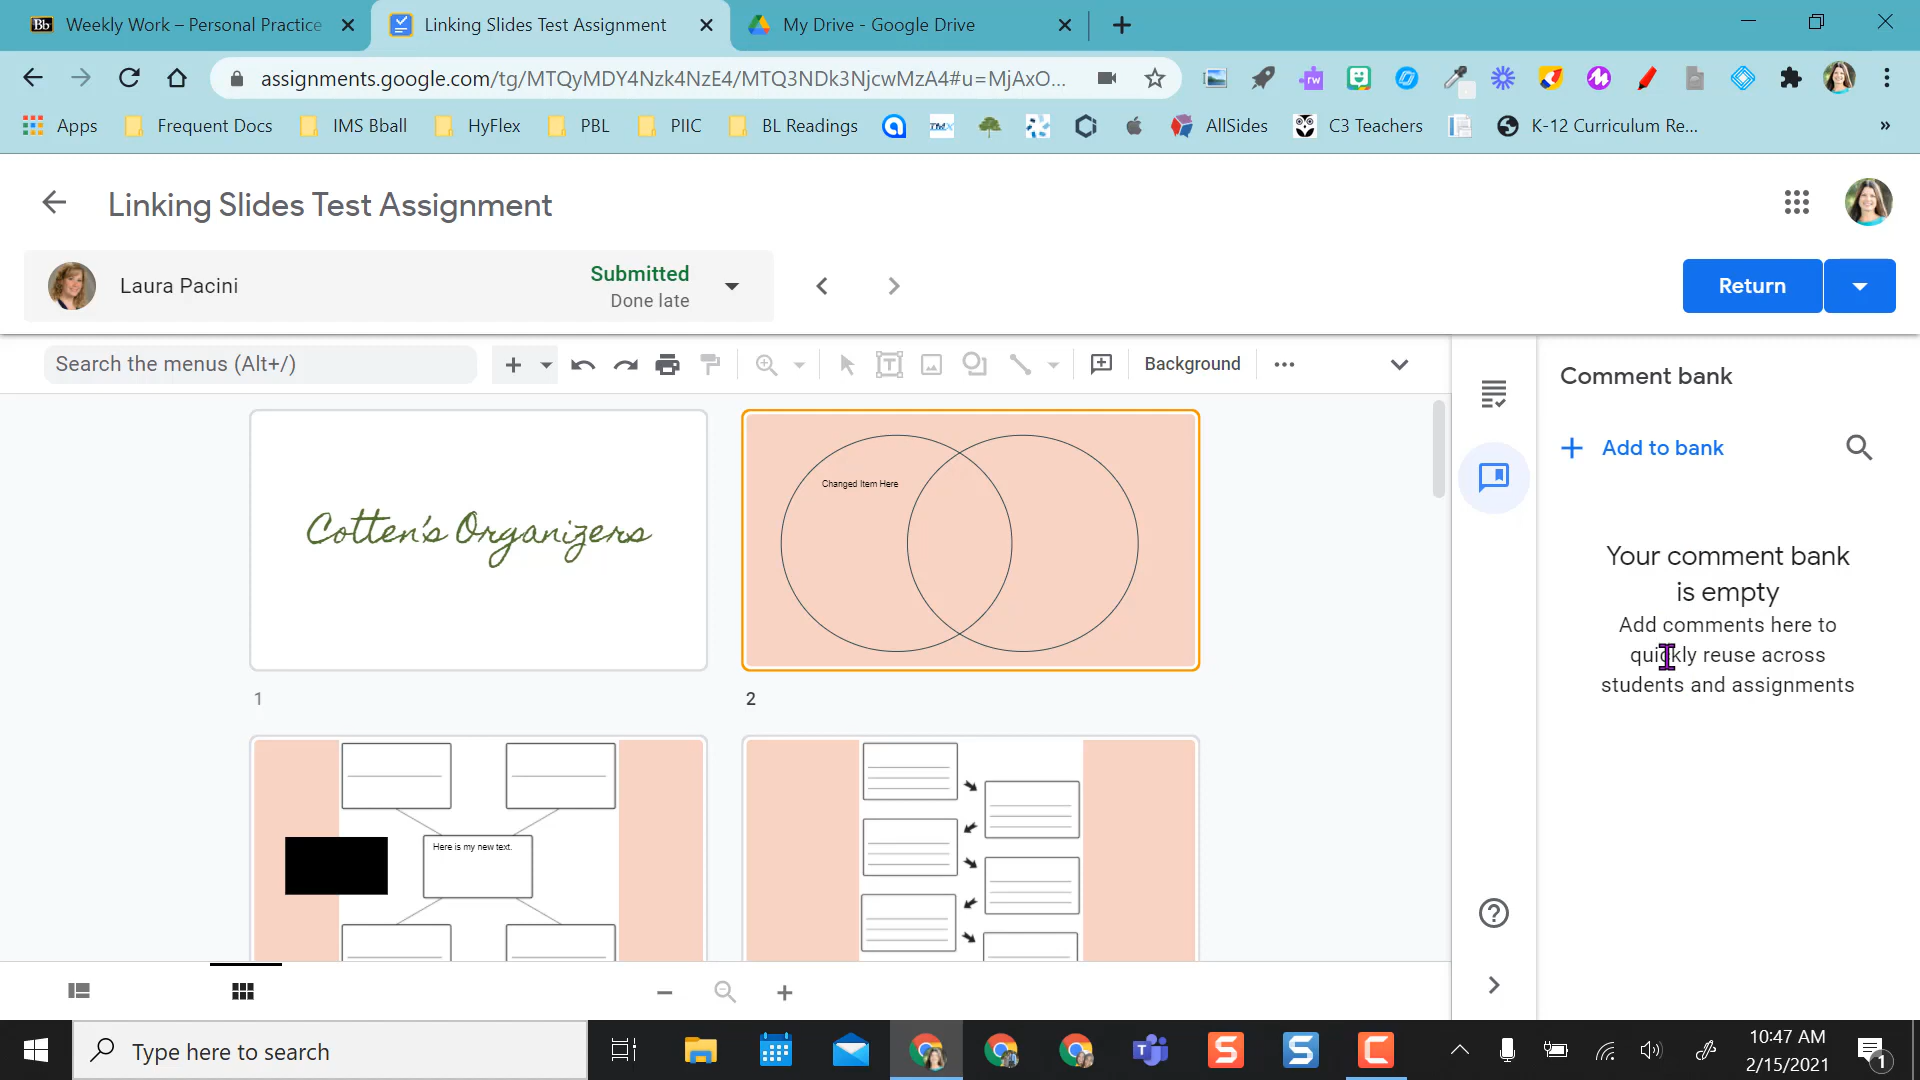 Bb Weekly Work – Personal Practice
Linking Slides Test Assignment
My Drive - Google Drive
assignments.google.com/tg/MTQyMDY4Nzk4NzE4/MTQ3NDk3NjcwMzA4#u=MjAxO...
rw
Apps
Frequent Docs
IMS Bball
HyFlex
PBL
PIIC
BL Readings
AllSides
C3 Teachers
K-12 Curriculum Re...
»
Linking Slides Test Assignment
Laura Pacini
Submitted
Done late
Return
Search the menus (Alt+/)
Background
Comment bank
Add to bank
Your comment bank
is empty
Add comments here to
quickly reuse across
students and assignments
Cotten's Organizers
Changed Item Here
1
2
Here is my new text.
Type here to search
10:47 AM
2/15/2021
1